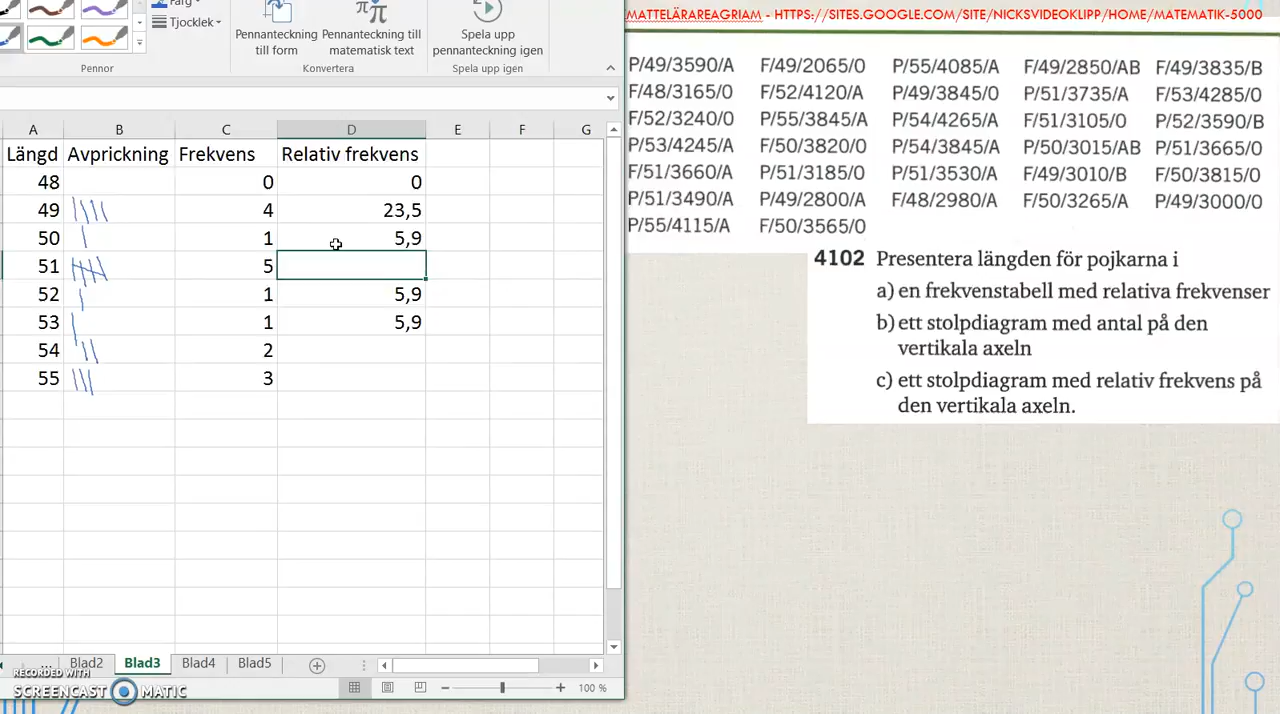 Färg
Tjocklek
Pennanteckning till form
Pennanteckning till matematisk text
Spela upp pennanteckning igen
Pennor
Konvertera
Spela upp igen
A B C D E F G
Längd Avprickning Frekvens Relativ frekvens
48 0 0
49 4 23,5
50 1 5,9
51 5
52 1 5,9
53 1 5,9
54 2
55 3
... Blad2 Blad3 Blad4 Blad5
RECORDED WITH
SCREENCAST MATIC
100 %
MATTELÄRAREAGRIAM - HTTPS://SITES.GOOGLE.COM/SITE/NICKSVIDEOKLIPP/HOME/MATEMATIK-5000
P/49/3590/A F/49/2065/0 P/55/4085/A F/49/2850/AB F/49/3835/B
F/48/3165/0 F/52/4120/A P/49/3845/0 P/51/3735/A F/53/4285/0
F/52/3240/0 P/55/3845/A P/54/4265/A F/51/3105/0 P/52/3590/B
P/53/4245/A F/50/3820/0 P/54/3845/A P/50/3015/AB P/51/3665/0
F/51/3660/A P/51/3185/0 P/51/3530/A F/49/3010/B F/50/3815/0
P/51/3490/A P/49/2800/A F/48/2980/A F/50/3265/A P/49/3000/0
P/55/4115/A F/50/3565/0
4102 Presentera längden för pojkarna i
a) en frekvenstabell med relativa frekvenser
b) ett stolpdiagram med antal på den
vertikala axeln
c) ett stolpdiagram med relativ frekvens på
den vertikala axeln.